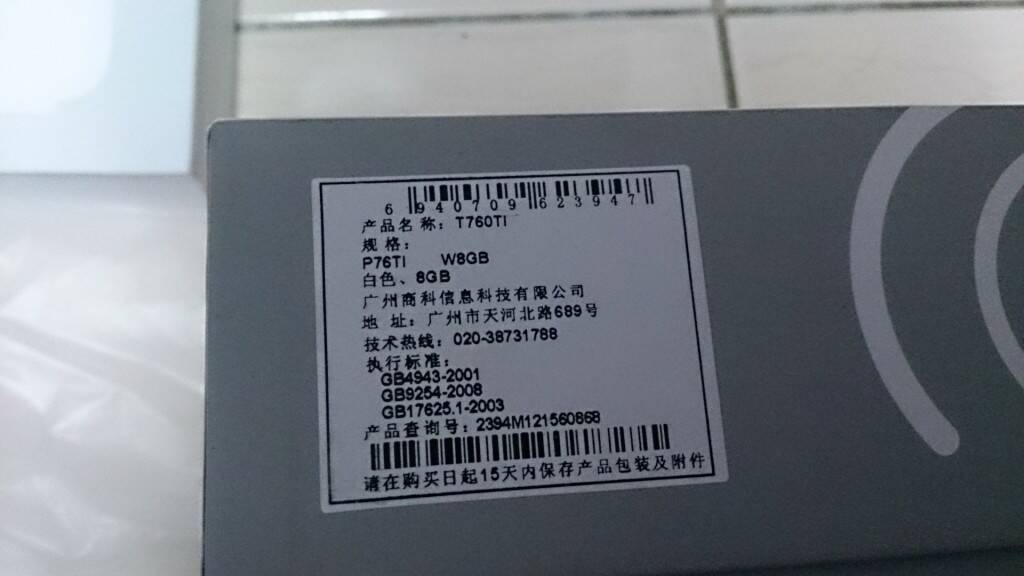 6 940709 623947
产品名称：T760TI
规格：
P76TI W8GB
白色、8GB
广州商科信息科技有限公司
地 址：广州市天河北路689号
技术热线：020-38731788
执行标准：
GB4943-2001
GB9254-2008
GB17625.1-2003
产品查询号：2394M121560868
请在购买日起15天内保存产品包装及附件